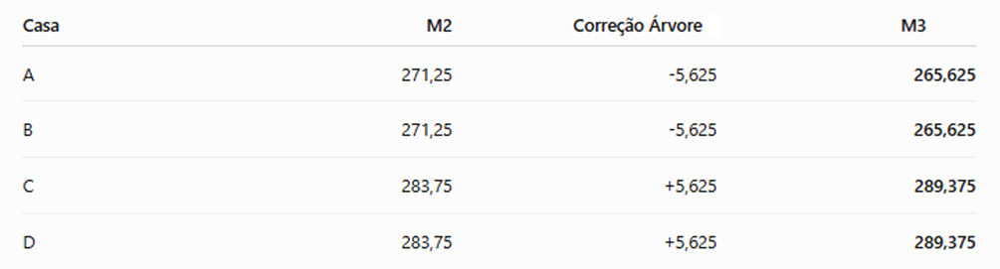 Casa M2 Correção Árvore M3
A 271,25 -5,625 265,625
B 271,25 -5,625 265,625
C 283,75 +5,625 289,375
D 283,75 +5,625 289,375